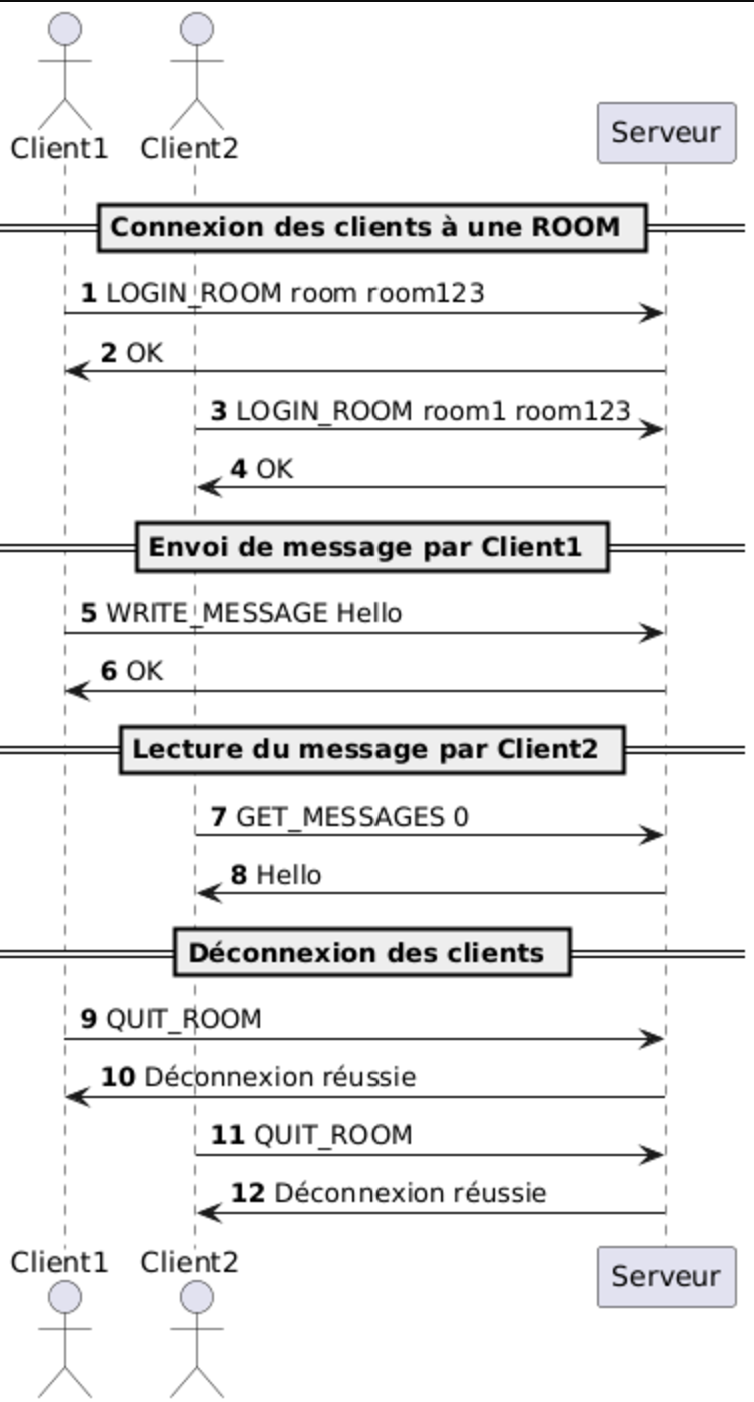 Client1 Client2
Serveur
Connexion des clients à une ROOM
1 LOGIN_ROOM room room123
2 OK
3 LOGIN_ROOM room1 room123
4 OK
Envoi de message par Client1
5 WRITE_MESSAGE Hello
6 OK
Lecture du message par Client2
7 GET_MESSAGES 0
8 Hello
Déconnexion des clients
9 QUIT_ROOM
10 Déconnexion réussie
11 QUIT_ROOM
12 Déconnexion réussie
Client1 Client2
Serveur